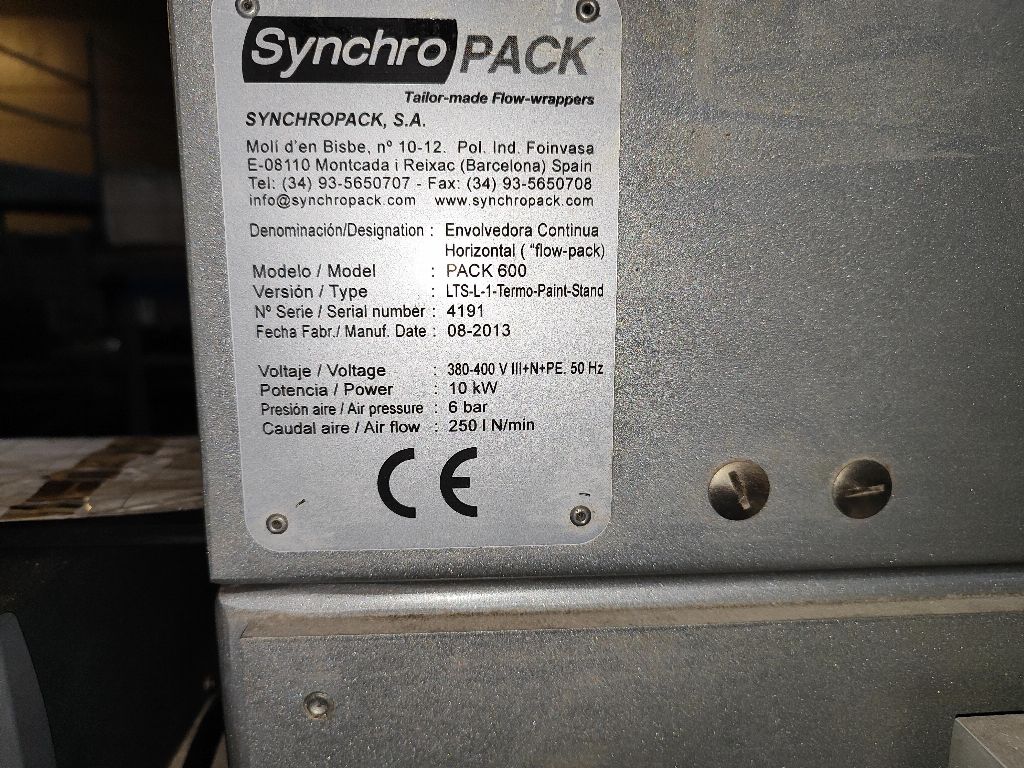 Synchro PACK
Tailor-made Flow-wrappers
SYNCHROPACK, S.A.
Molí d'en Bisbe, nº 10-12. Pol. Ind. Foinvasa
E-08110 Montcada i Reixac (Barcelona) Spain
Tel: (34) 93-5650707 - Fax: (34) 93-5650708
info@synchropack.com www.synchropack.com
Denominación/Designation : Envolvedora Continua
Horizontal ( "flow-pack)
Modelo / Model : PACK 600
Versión / Type : LTS-L-1-Termo-Paint-Stand
Nº Serie / Serial number : 4191
Fecha Fabr./ Manuf. Date : 08-2013
Voltaje / Voltage : 380-400 V III+N+PE. 50 Hz
Potencia / Power : 10 kW
Presión aire / Air pressure : 6 bar
Caudal aire / Air flow : 250 l N/min
CE